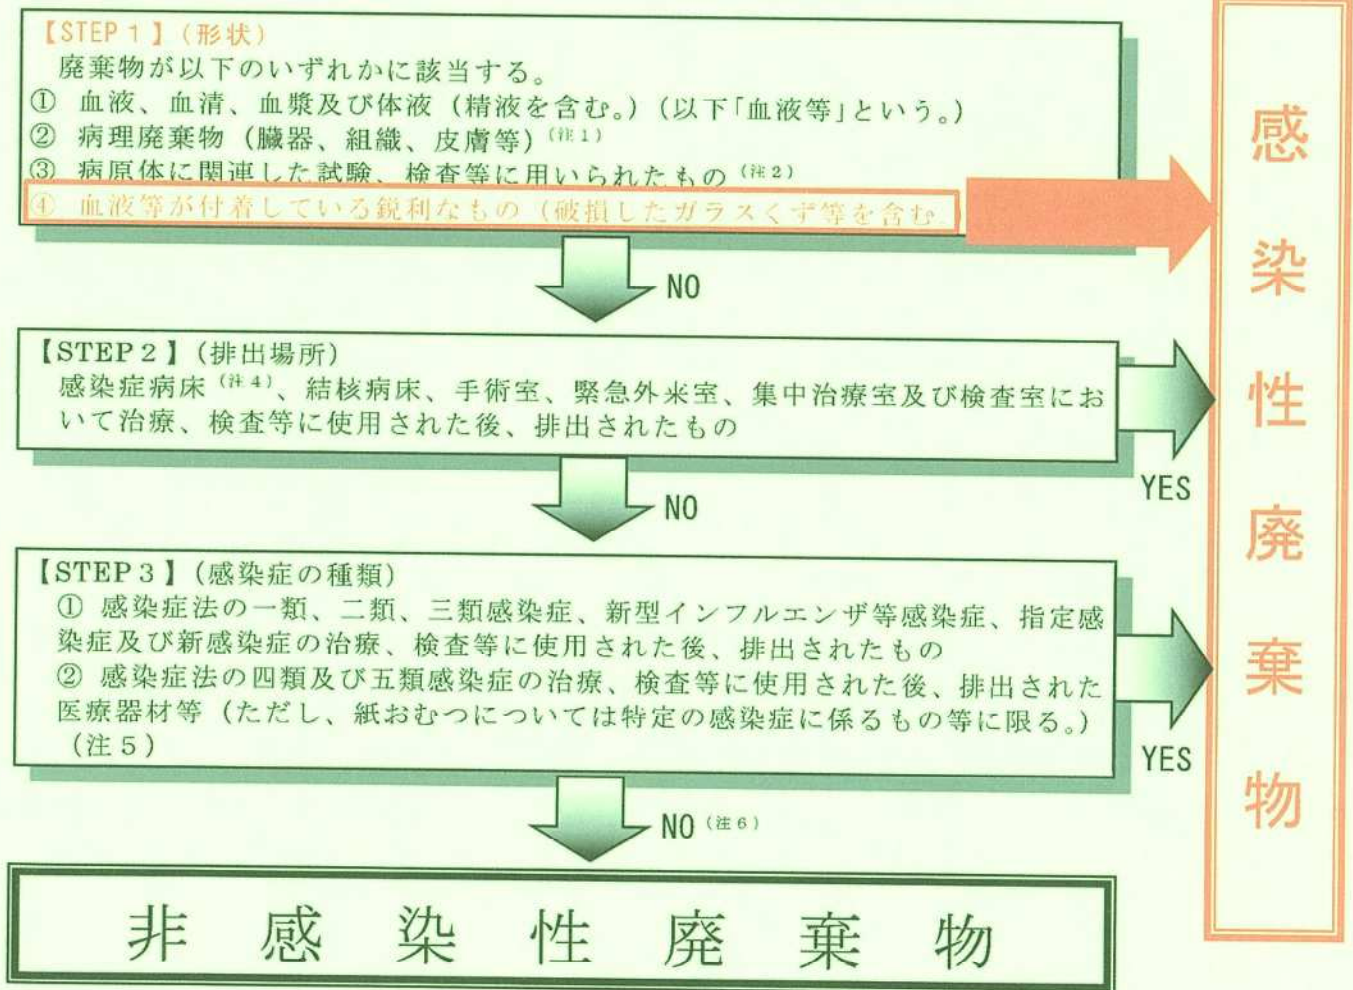 【STEP 1】(形状)
廃棄物が以下のいずれかに該当する。
① 血液、血清、血漿及び体液(精液を含む。)(以下「血液等」という。)
② 病理廃棄物(臓器、組織、皮膚等)(注1)
③ 病原体に関連した試験、検査等に用いられたもの(注2)
④ 血液等が付着している鋭利なもの(破損したガラスくず等を含む。)
NO
【STEP2】(排出場所)
感染症病床(注4)、結核病床、手術室、緊急外来室、集中治療室及び検査室にお
いて治療、検査等に使用された後、排出されたもの
YES
NO
【STEP3】(感染症の種類)
① 感染症法の一類、二類、三類感染症、新型インフルエンザ等感染症、指定感
染症及び新感染症の治療、検査等に使用された後、排出されたもの
② 感染症法の四類及び五類感染症の治療、検査等に使用された後、排出された
医療器材等(ただし、紙おむつについては特定の感染症に係るもの等に限る。)
(注5)
YES
NO(注6)
非感染性廃棄物
感染性廃棄物